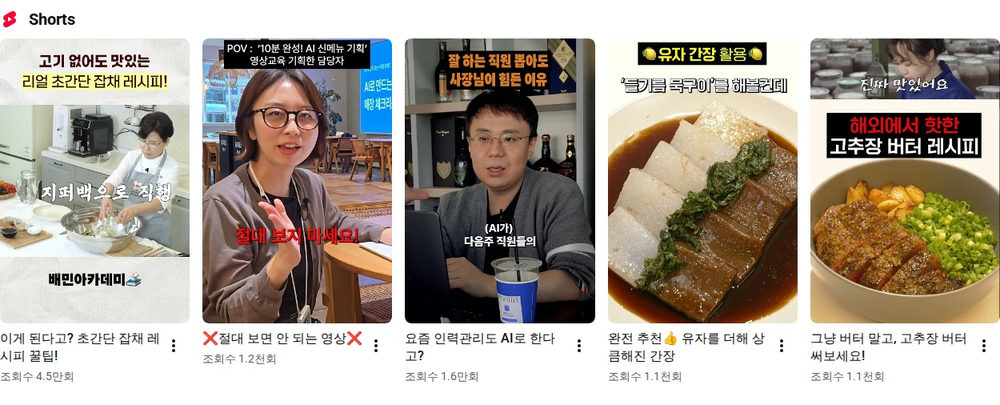 Shorts
고기 없어도 맛있는
리얼 초간단 잡채 레시피!
지퍼백으로 직행
배민아카데미
이게 된다고? 초간단 잡채 레
시피 꿀팁!
조회수 4.5만회
POV : '10분 완성! AI 신메뉴 기획'
영상교육 기획한 담당자
AI로 만드는
매장 체크리
절대 보지 마세요!
❌절대 보면 안 되는 영상❌
조회수 1.2천회
잘 하는 직원 뽑아도
사장님이 힘든 이유
(AI가)
다음주 직원들의
요즘 인력관리도 AI로 한다
고?
조회수 1.6만회
🍋유자 간장 활용🍋
'들기름 묵구이'를 해볼건데
완전 추천👍 유자를 더해 상
큼해진 간장
조회수 1.1천회
진짜 맛있어요
해외에서 핫한
고추장 버터 레시피
그냥 버터 말고, 고추장 버터
써보세요!
조회수 1.1천회